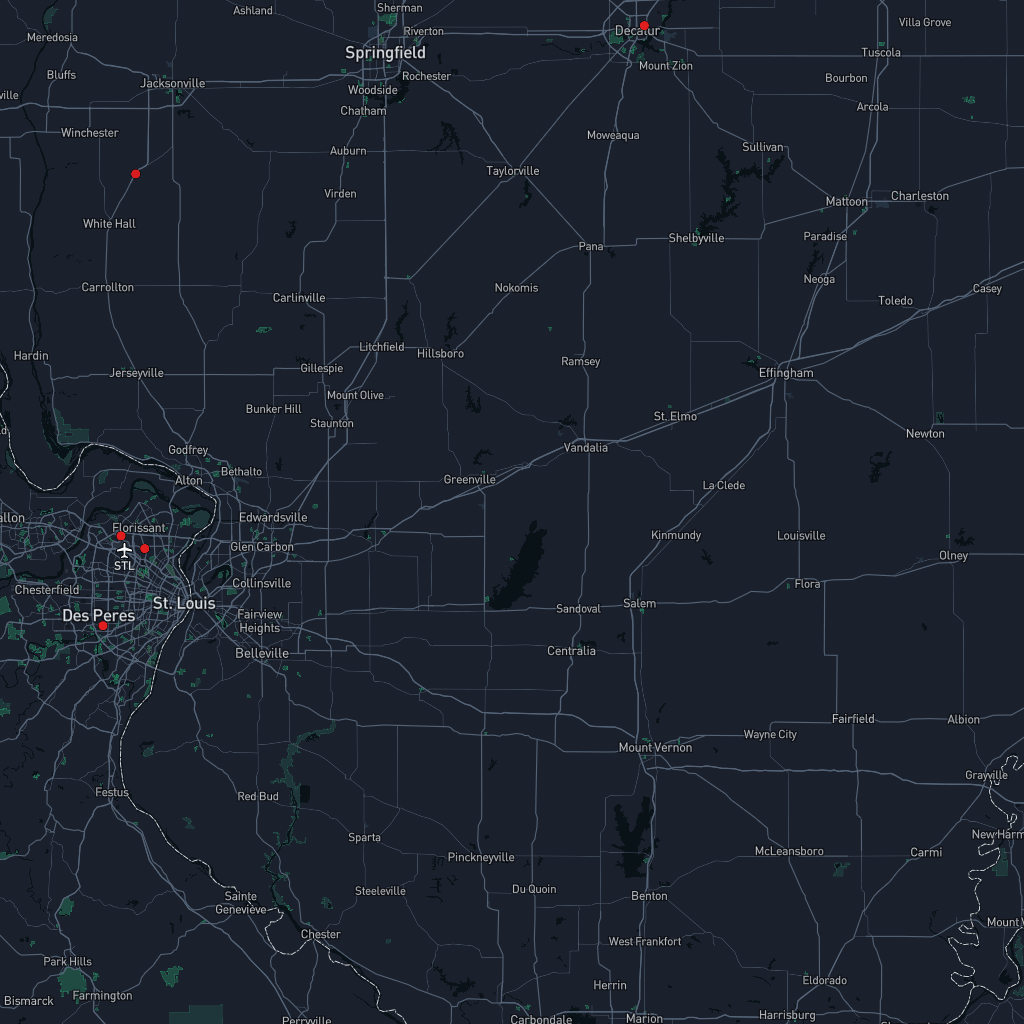 Ashland
Sherman
Meredosia
Riverton
Decatur
Villa Grove
Springfield
Tuscola
Bluffs
Rochester
Mount Zion
Bourbon
Jacksonville
Woodside
ville
Chatham
Arcola
Winchester
Moweaqua
Auburn
Sullivan
Taylorville
Virden
Mattoon
Charleston
White Hall
Pana
Shelbyville
Paradise
Neoga
Carrollton
Carlinville
Nokomis
Casey
Toledo
Hardin
Litchfield
Hillsboro
Ramsey
Jerseyville
Gillespie
Effingham
Mount Olive
Bunker Hill
Staunton
St. Elmo
Newton
Godfrey
Vandalia
Bethalto
Alton
Greenville
La Clede
allon
Edwardsville
Florissant
Glen Carbon
Kinmundy
Louisville
STL
Olney
Chesterfield
Collinsville
Flora
St. Louis
Des Peres
Fairview
Heights
Sandoval
Salem
Belleville
Centralia
Fairfield
Albion
Wayne City
Mount Vernon
Grayville
Festus
Red Bud
Sparta
New Harm
McLeansboro
Carmi
Pinckneyville
Steeleville
Du Quoin
Benton
Sainte
Genevieve
Mount V
Chester
West Frankfort
Park Hills
Eldorado
Herrin
Bismarck
Farmington
Perryville
Carbondale
Marion
Harrisburg